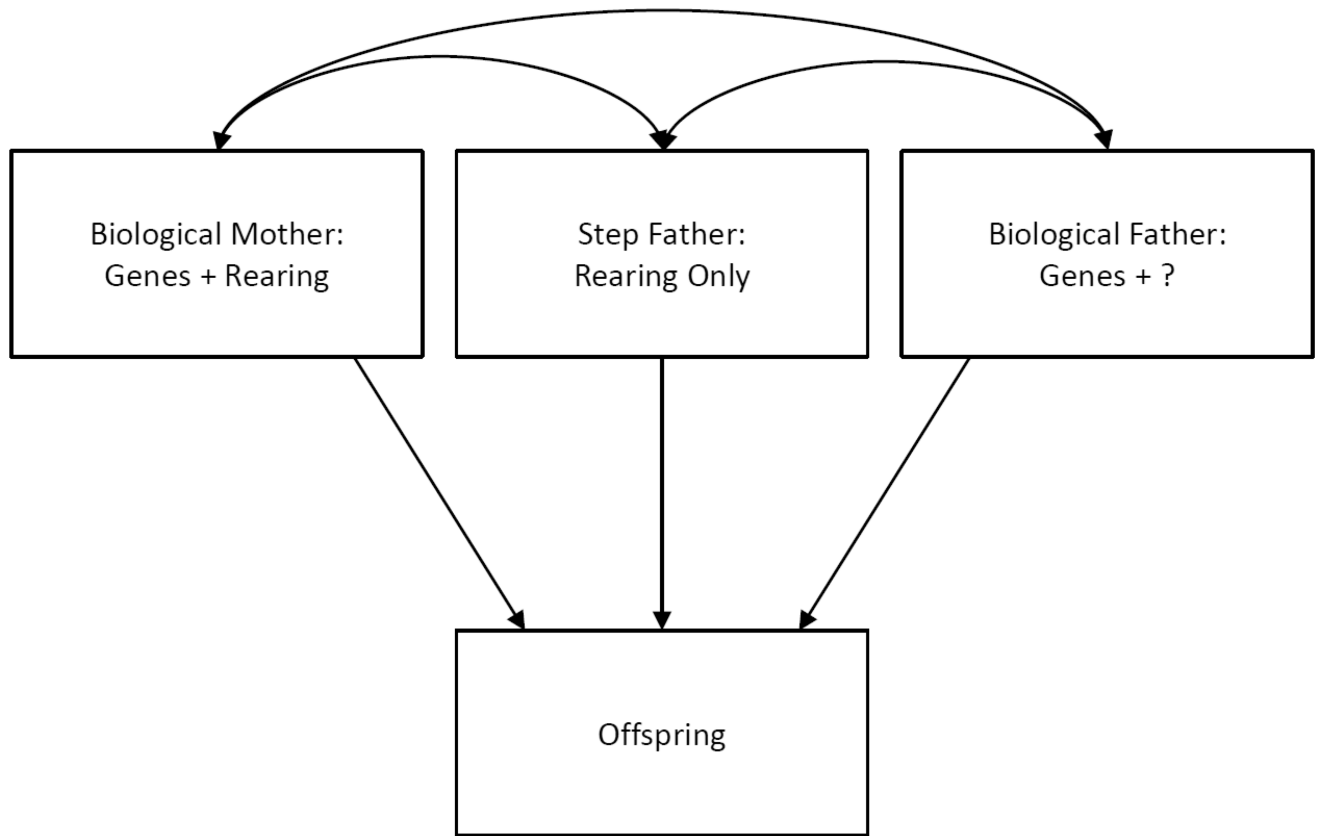 Biological Mother:
Genes + Rearing
Step Father:
Rearing Only
Biological Father:
Genes + ?
Offspring